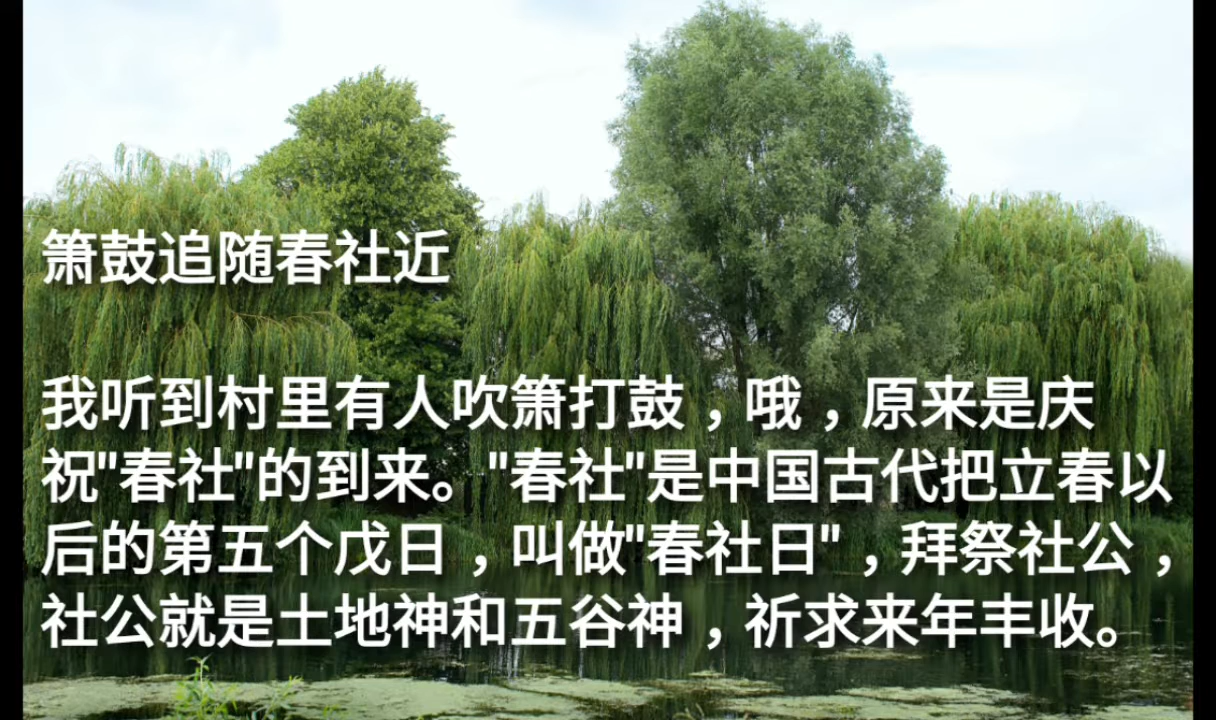 箫鼓追随春社近
我听到村里有人吹箫打鼓，哦，原来是庆
祝"春社"的到来。"春社"是中国古代把立春以
后的第五个戊日，叫做"春社日"，拜祭社公，
社公就是土地神和五谷神，祈求来年丰收。